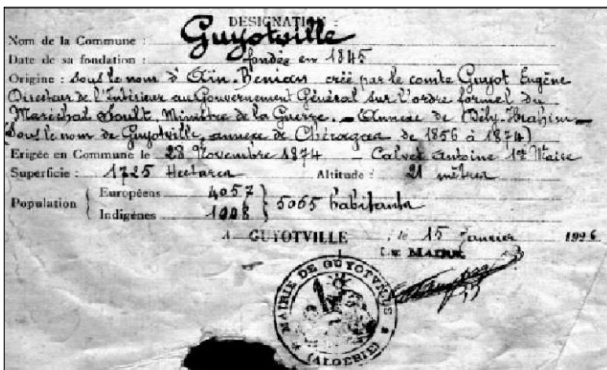 DESIGNATION :
Nom de la Commune : Guyotville
Date de sa fondation : fondée en 1845
Origine : sous le nom d'Aïn-Benian créé par le comte Guyot Eugène
Directeur de l'Intérieur au Gouvernement Général sur l'ordre formel du
Maréchal Soult, Ministre de la Guerre. — Annexe de (Dély-Ibrahim —
sous le nom de Guyotville, annexe de Chéragas de 1856 à 1874)
Erigée en Commune le 23 Novembre 1874 — Calvet Antoine 1er Maire
Superficie : 1725 Hectares Altitude : 21 mètres
Population { Européens 4057 } 5065 habitants
Indigènes 1008
A GUYOTVILLE, le 15 Janvier 1926
LE MAIRE
MAIRIE DE GUYOTVILLE
(ALGERIE)